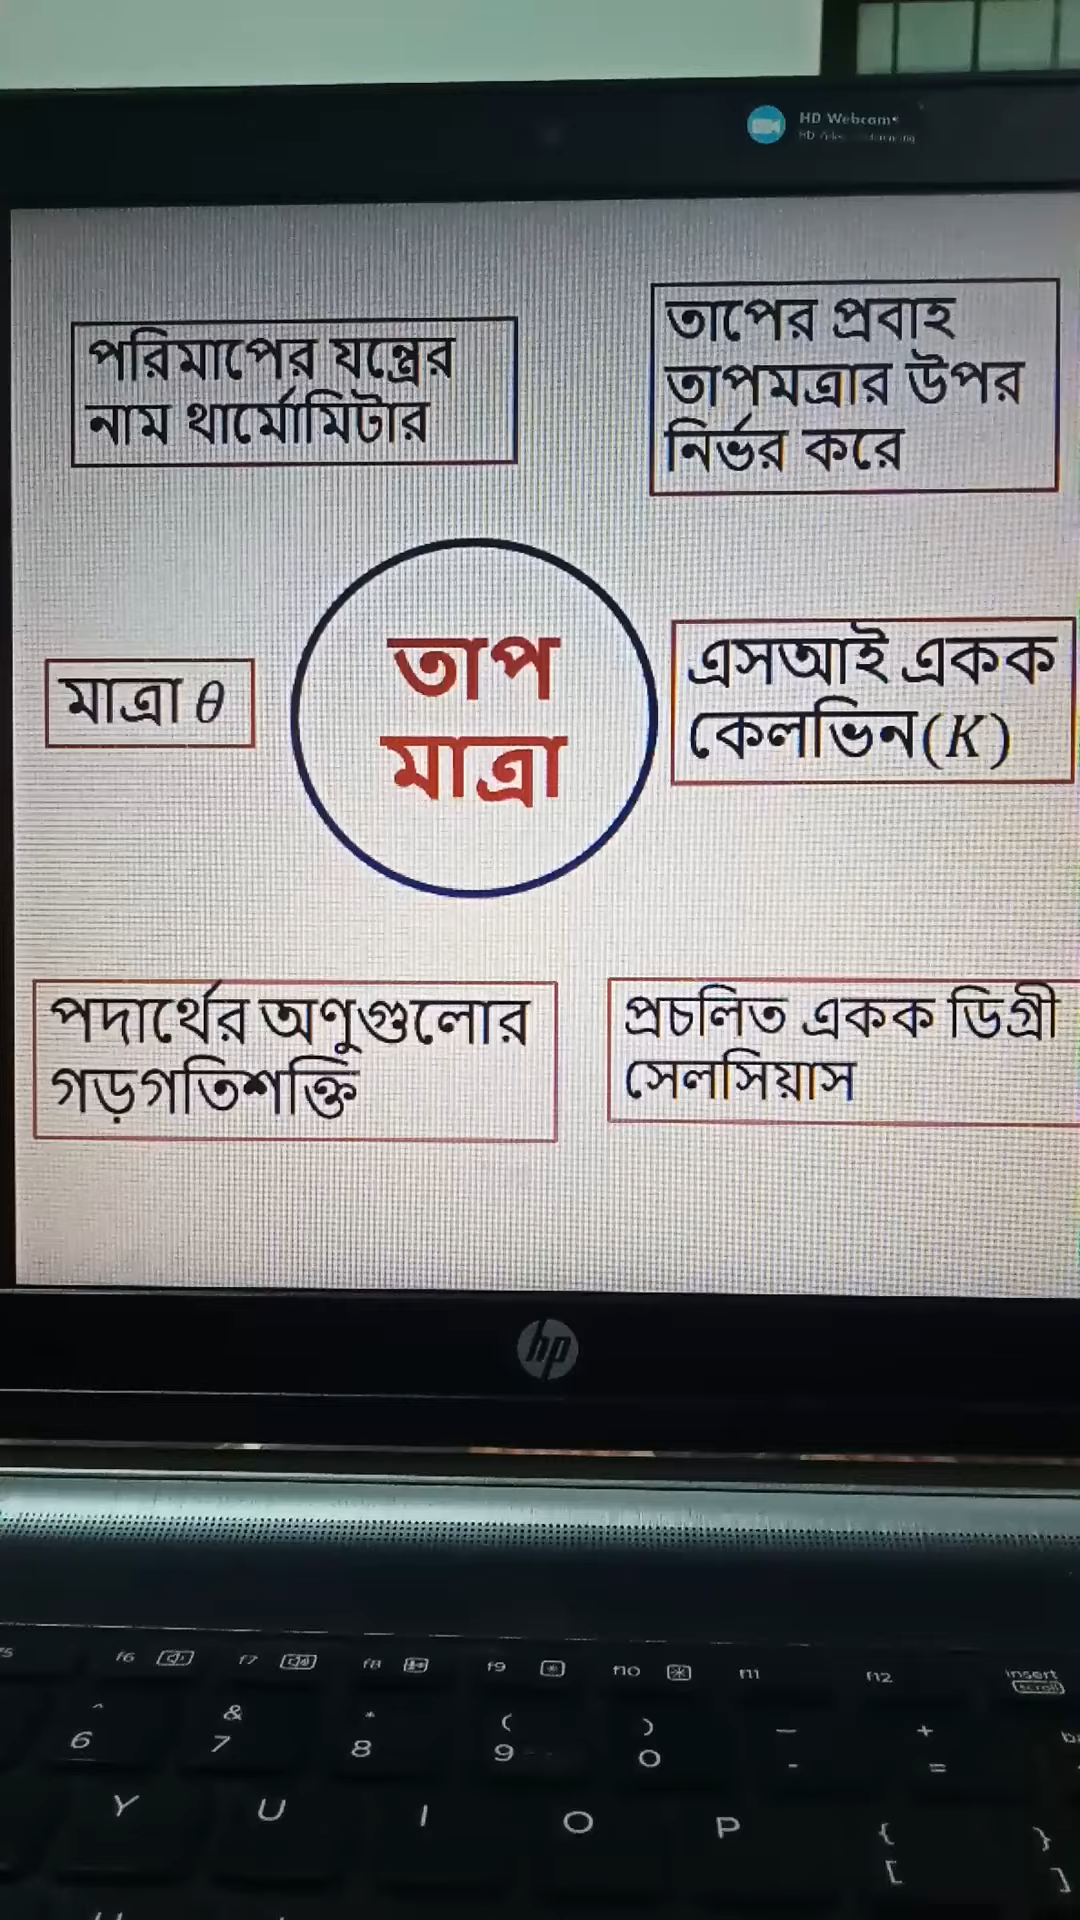 HD Webcam
পরিমাপের যন্ত্রের
নাম থার্মোমিটার
তাপের প্রবাহ
তাপমত্রার উপর
নির্ভর করে
তাপ
মাত্রা
মাত্রা θ
এসআই একক
কেলভিন(K)
পদার্থের অণুগুলোর
গড়গতিশক্তি
প্রচলিত একক ডিগ্রী
সেলসিয়াস
hp
f6 f7 f8 f9 f10 f11 f12 insert
scroll
^ & * ( ) — +
6 7 8 9 0 - =
Y U I O P { }
[ ]